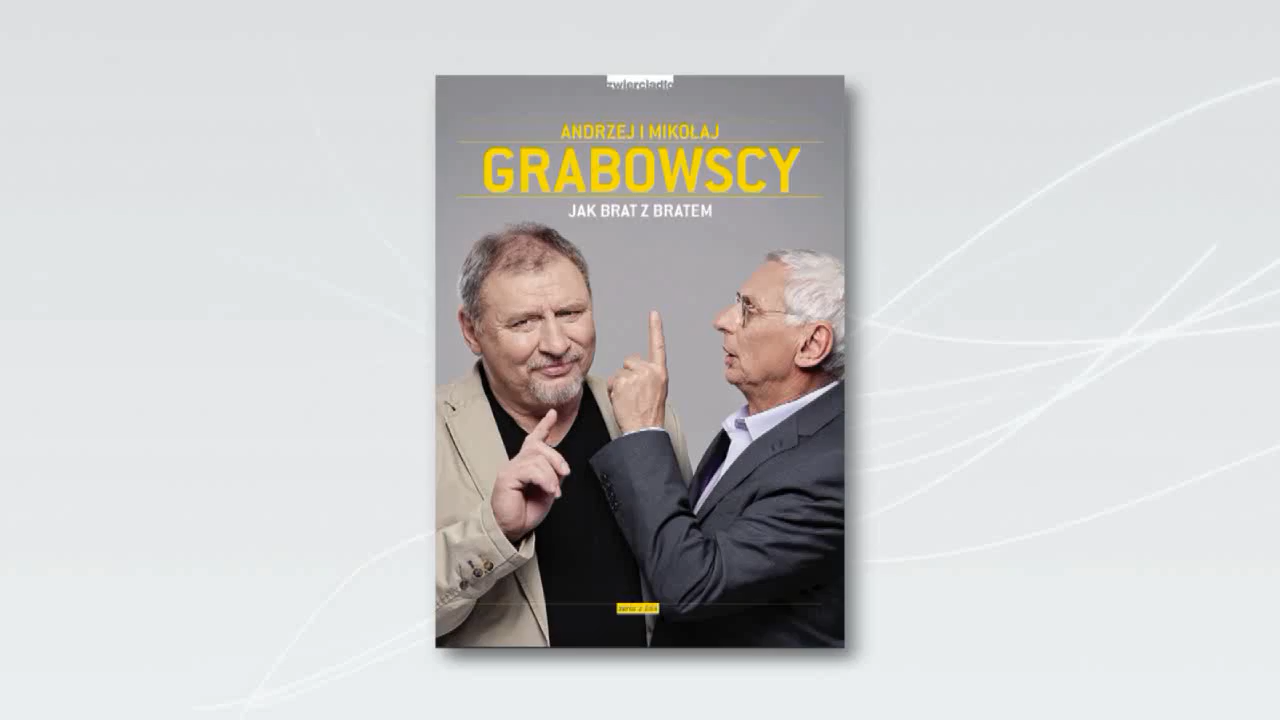 zwierciadło
ANDRZEJ I MIKOŁAJ
GRABOWSCY
JAK BRAT Z BRATEM